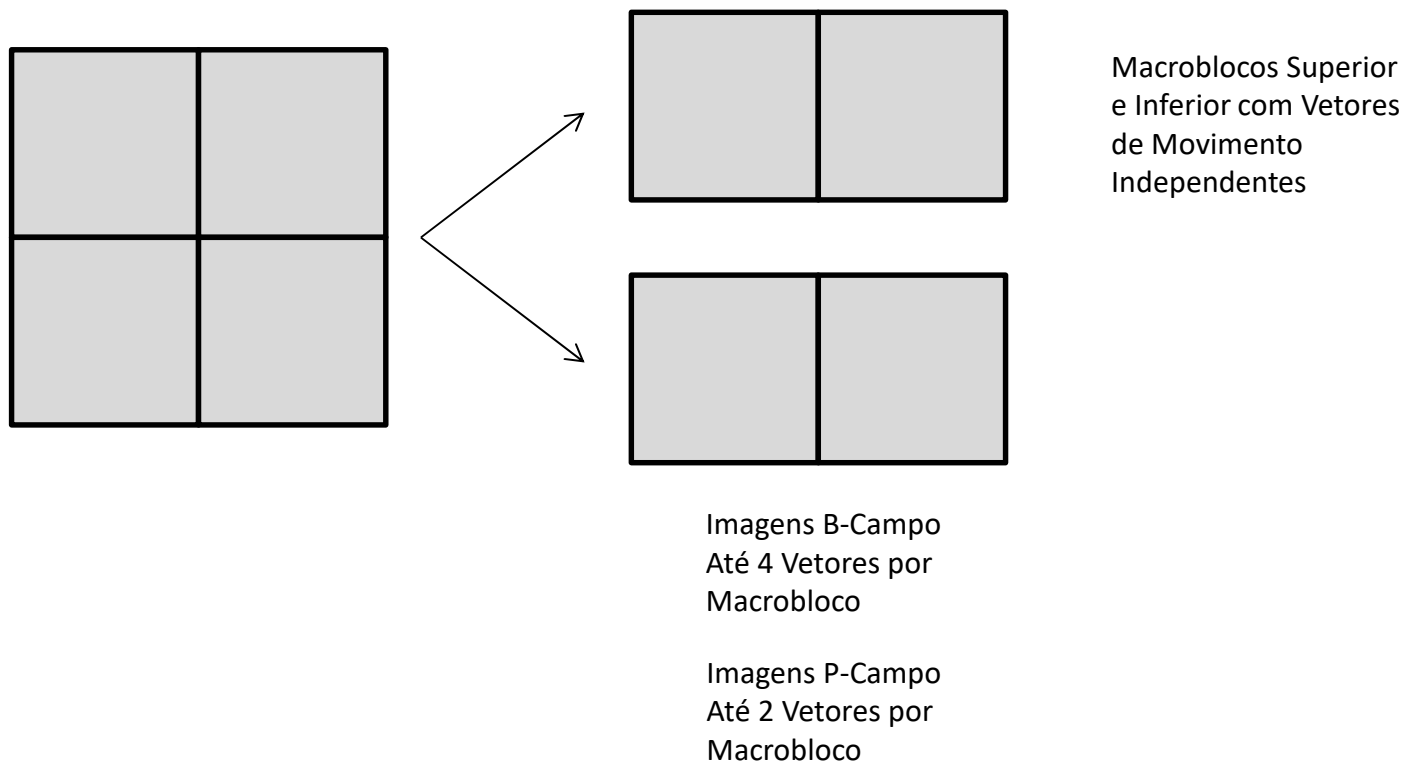 Macroblocos Superior
e Inferior com Vetores
de Movimento
Independentes
Imagens B-Campo
Até 4 Vetores por
Macrobloco
Imagens P-Campo
Até 2 Vetores por
Macrobloco